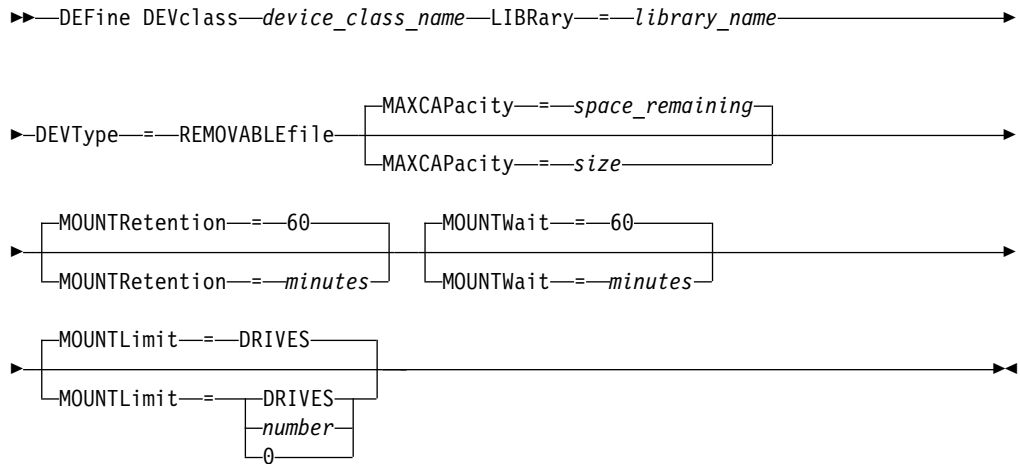 DEFine DEVclass device_class_name LIBRary = library_name
MAXCAPacity = space_remaining
DEVType = REMOVABLEfile
MAXCAPacity = size
MOUNTRetention = 60 MOUNTWait = 60
MOUNTRetention = minutes MOUNTWait = minutes
MOUNTLimit = DRIVES
MOUNTLimit = DRIVES
number
0